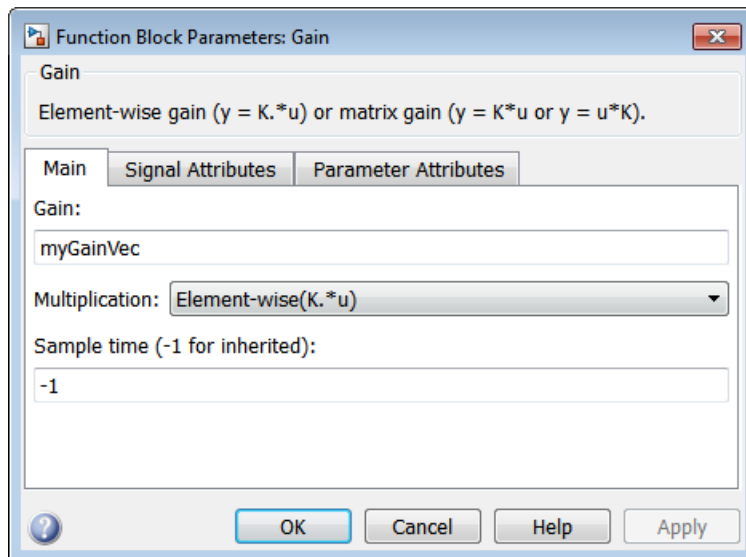 Function Block Parameters: Gain
Gain
Element-wise gain (y = K.*u) or matrix gain (y = K*u or y = u*K).
Main Signal Attributes Parameter Attributes
Gain:
myGainVec
Multiplication: Element-wise(K.*u)
Sample time (-1 for inherited):
-1
? OK Cancel Help Apply